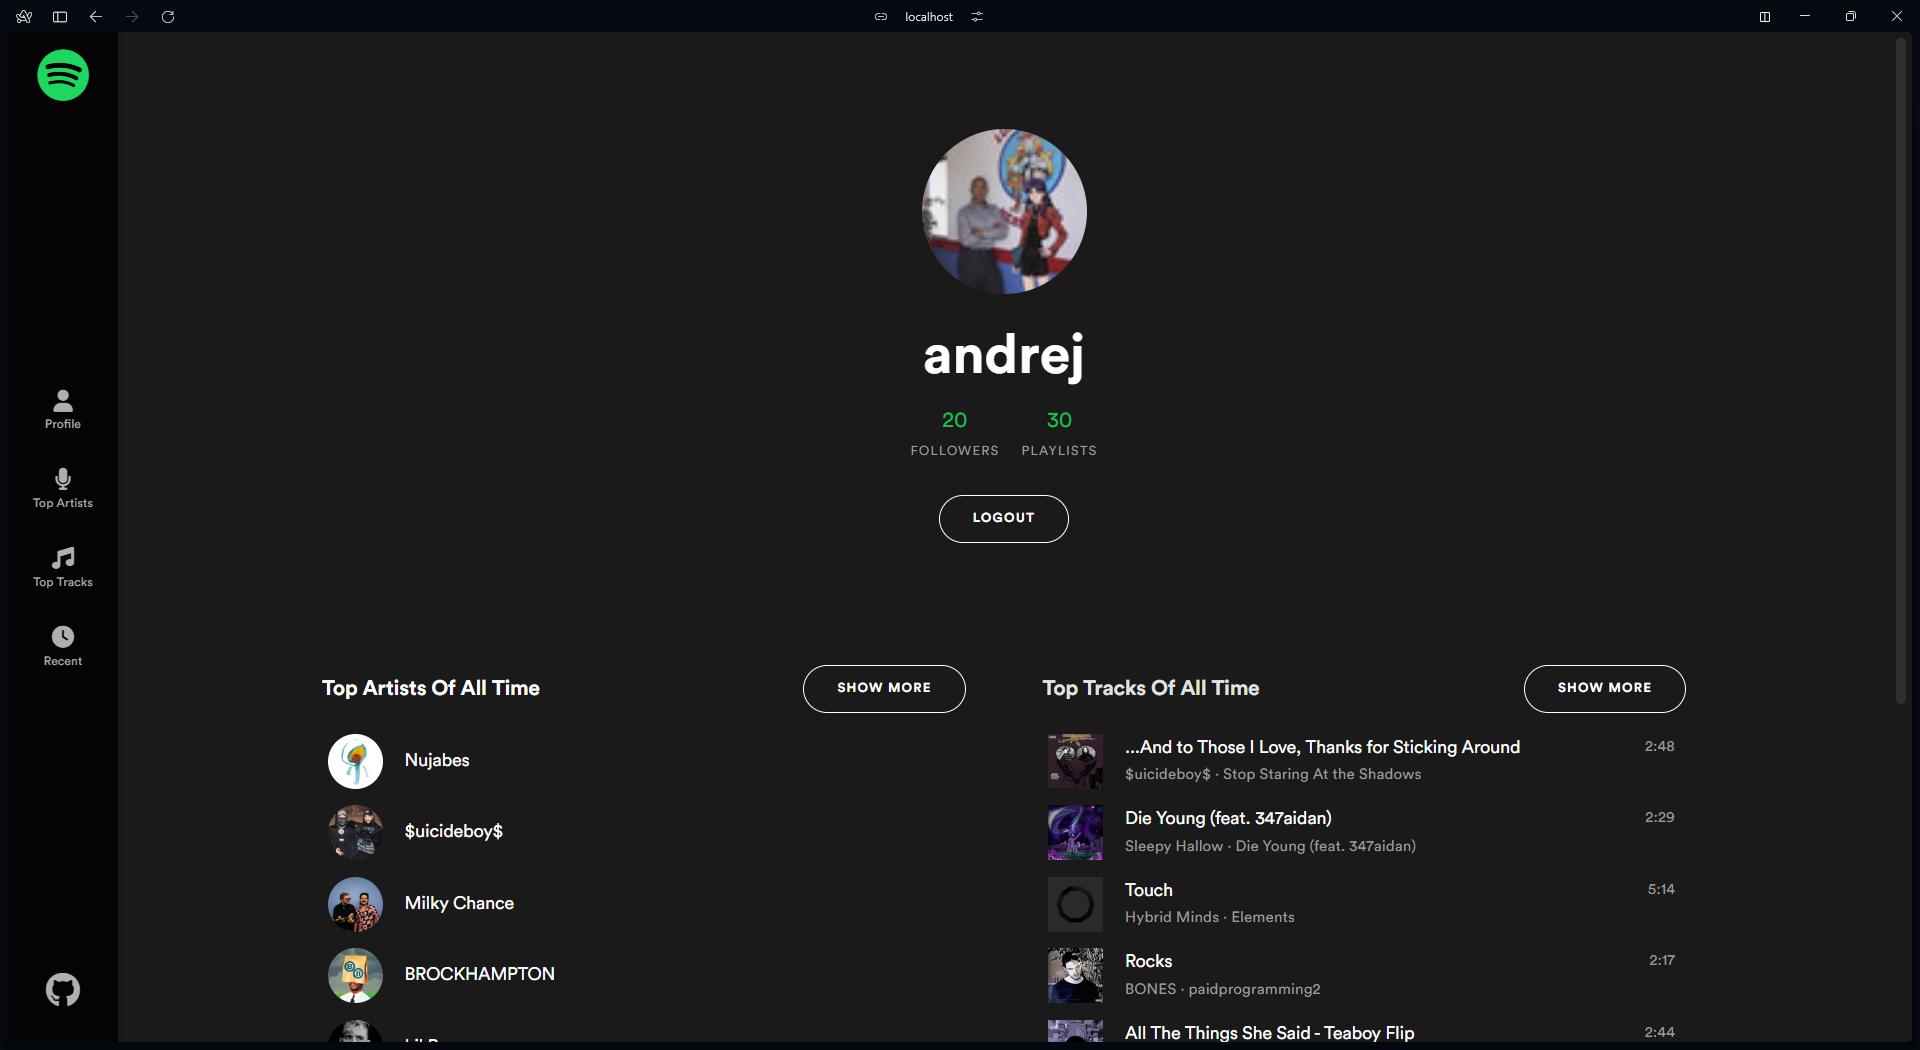 localhost
Profile
Top Artists
Top Tracks
Recent
andrej
20
FOLLOWERS
30
PLAYLISTS
LOGOUT
Top Artists Of All Time
SHOW MORE
Nujabes
$uicideboy$
Milky Chance
BROCKHAMPTON
Top Tracks Of All Time
SHOW MORE
...And to Those I Love, Thanks for Sticking Around
2:48
$uicideboy$ · Stop Staring At the Shadows
Die Young (feat. 347aidan)
2:29
Sleepy Hallow · Die Young (feat. 347aidan)
Touch
5:14
Hybrid Minds · Elements
Rocks
2:17
BONES · paidprogramming2
All The Things She Said - Teaboy Flip
2:44